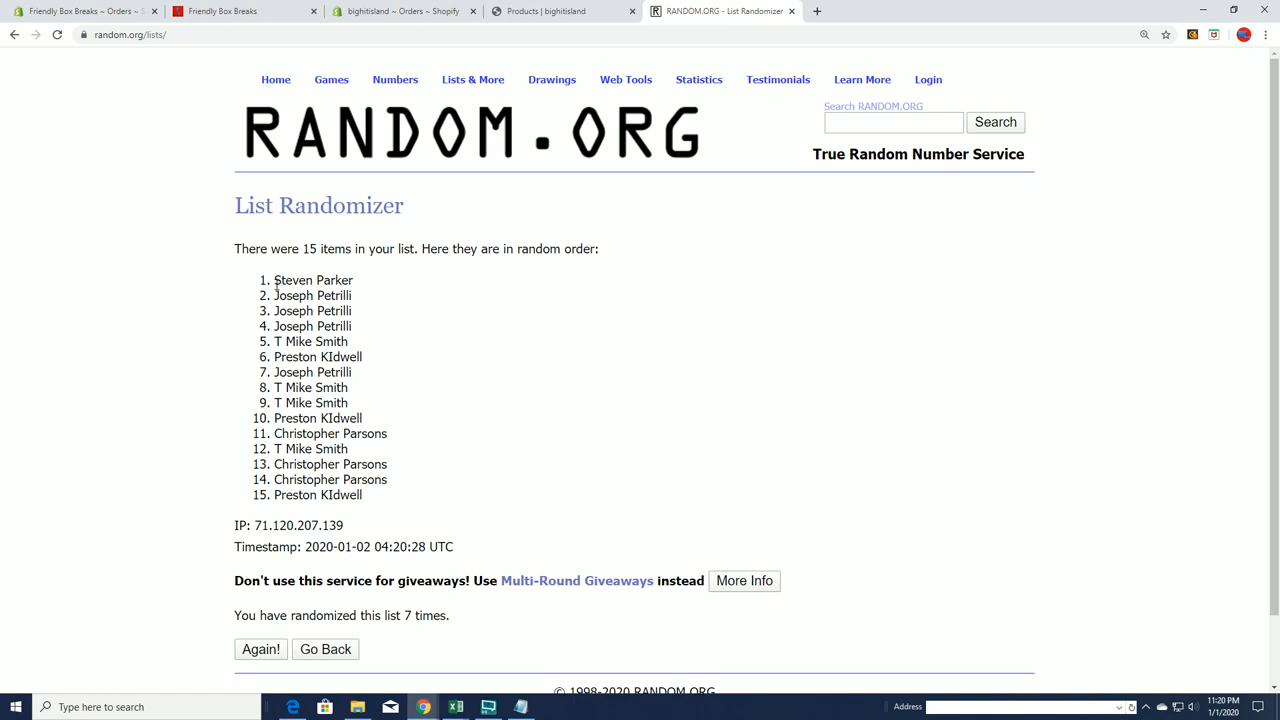 bighitisland ~ Orders ~ Shopify
Friendly Box Breaks
bighitisland ~ Orders ~ Shopify
Products | bighitisland
RANDOM.ORG - List Randomizer
random.org/lists/
Home Games Numbers Lists & More Drawings Web Tools Statistics Testimonials Learn More Login
RANDOM.ORG
Search RANDOM.ORG
Search
True Random Number Service
List Randomizer
There were 15 items in your list. Here they are in random order:
1. Steven Parker
2. Joseph Petrilli
3. Joseph Petrilli
4. Joseph Petrilli
5. T Mike Smith
6. Preston KIdwell
7. Joseph Petrilli
8. T Mike Smith
9. T Mike Smith
10. Preston KIdwell
11. Christopher Parsons
12. T Mike Smith
13. Christopher Parsons
14. Christopher Parsons
15. Preston KIdwell
IP: 71.120.207.139
Timestamp: 2020-01-02 04:20:28 UTC
Don't use this service for giveaways! Use Multi-Round Giveaways instead More Info
You have randomized this list 7 times.
Again! Go Back
© 1998-2020 RANDOM.ORG
Type here to search
Address
11:20 PM
1/1/2020